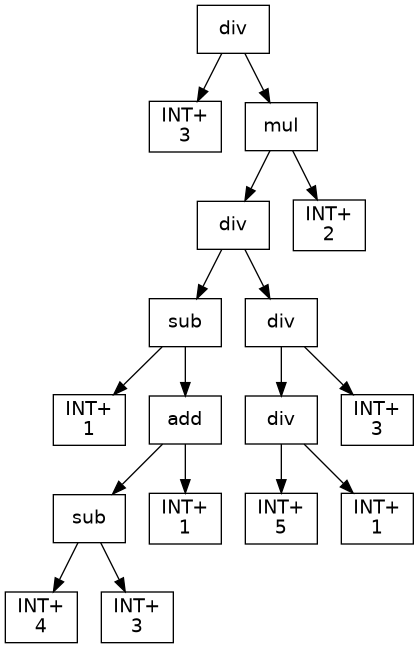 div
INT+
3
mul
div
INT+
2
sub
div
INT+
1
add
div
INT+
3
sub
INT+
1
INT+
5
INT+
1
INT+
4
INT+
3